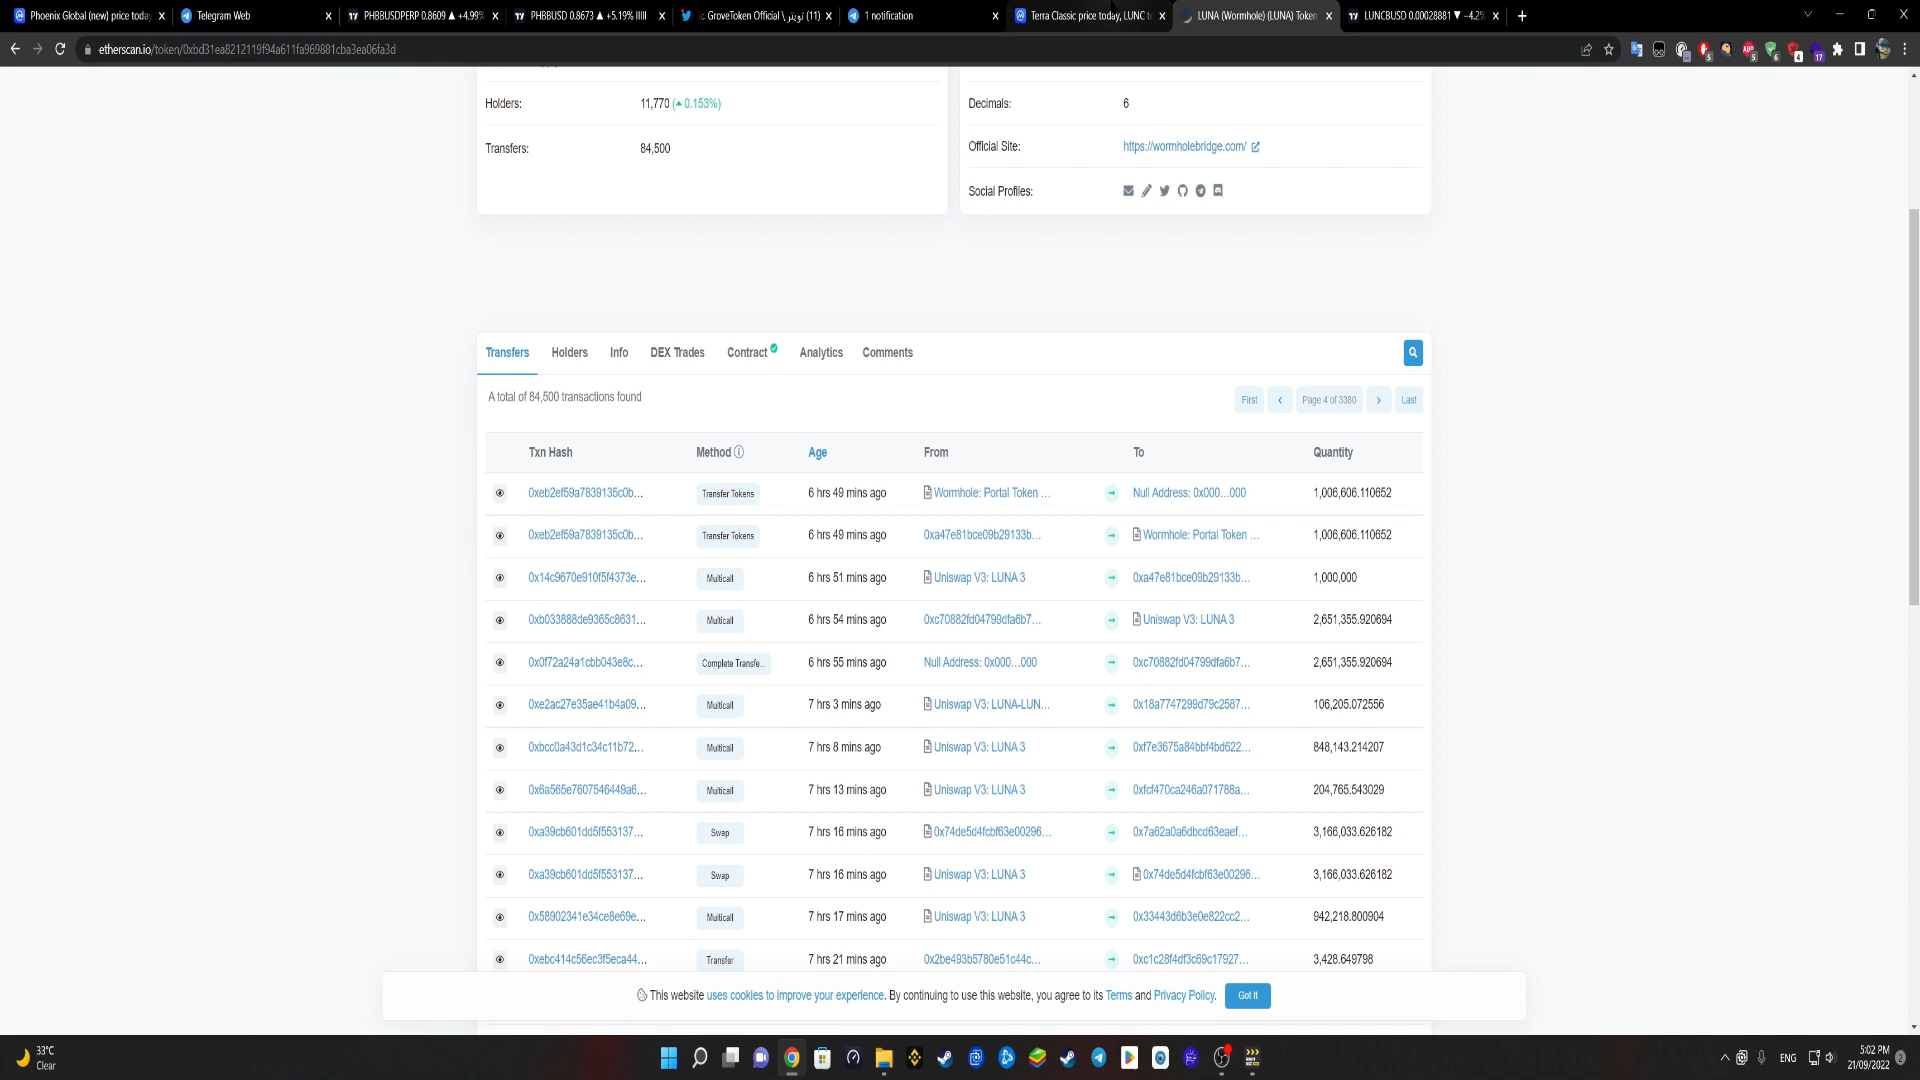 Phoenix Global (new) price today
Telegram Web
PHBBUSDPERP 0.8609 ▲ +4.99%
PHBBUSD 0.8673 ▲ +5.19%
GroveToken Official \ تويتر (11)
1 notification
Terra Classic price today, LUNC to
LUNA (Wormhole) (LUNA) Token
LUNCBUSD 0.00028881 ▼ −4.2%
etherscan.io/token/0xbd31ea8212119f94a611fa969881cba3ea06fa3d
Holders: 11,770 (▲ 0.153%)
Decimals: 6
Transfers: 84,500
Official Site: https://wormholebridge.com/
Social Profiles:
Transfers Holders Info DEX Trades Contract Analytics Comments
A total of 84,500 transactions found
First ‹ Page 4 of 3380 › Last
Txn Hash Method Age From To Quantity
0xeb2ef59a7839135c0b... Transfer Tokens 6 hrs 49 mins ago Wormhole: Portal Token ... Null Address: 0x000…000 1,006,606.110652
0xeb2ef59a7839135c0b... Transfer Tokens 6 hrs 49 mins ago 0xa47e81bce09b29133b... Wormhole: Portal Token ... 1,006,606.110652
0x14c9670e910f5f4373e... Multicall 6 hrs 51 mins ago Uniswap V3: LUNA 3 0xa47e81bce09b29133b... 1,000,000
0xb033888de9365c8631... Multicall 6 hrs 54 mins ago 0xc70882fd04799dfa6b7... Uniswap V3: LUNA 3 2,651,355.920694
0x0f72a24a1cbb043e8c... Complete Transfe... 6 hrs 55 mins ago Null Address: 0x000…000 0xc70882fd04799dfa6b7... 2,651,355.920694
0xe2ac27e35ae41b4a09... Multicall 7 hrs 3 mins ago Uniswap V3: LUNA-LUN... 0x18a7747299d79c2587... 106,205.072556
0xbcc0a43d1c34c11b72... Multicall 7 hrs 8 mins ago Uniswap V3: LUNA 3 0xf7e3675a84bbf4bd622... 848,143.214207
0x6a565e7607546449a6... Multicall 7 hrs 13 mins ago Uniswap V3: LUNA 3 0xfcf470ca246a071788a... 204,765.543029
0xa39cb601dd5f553137... Swap 7 hrs 16 mins ago 0x74de5d4fcbf63e00296... 0x7a62a0a6dbcd63eaef... 3,166,033.626182
0xa39cb601dd5f553137... Swap 7 hrs 16 mins ago Uniswap V3: LUNA 3 0x74de5d4fcbf63e00296... 3,166,033.626182
0x58902341e34ce8e69e... Multicall 7 hrs 17 mins ago Uniswap V3: LUNA 3 0x33443d6b3e0e822cc2... 942,218.800904
0xebc414c56ec3f5eca44... Transfer 7 hrs 21 mins ago 0x2be493b5780e51c44c... 0xc1c28f4df3c69c17927... 3,428.649798
This website uses cookies to improve your experience. By continuing to use this website, you agree to its Terms and Privacy Policy. Got it
33°C
Clear
ENG
5:02 PM
21/09/2022
2